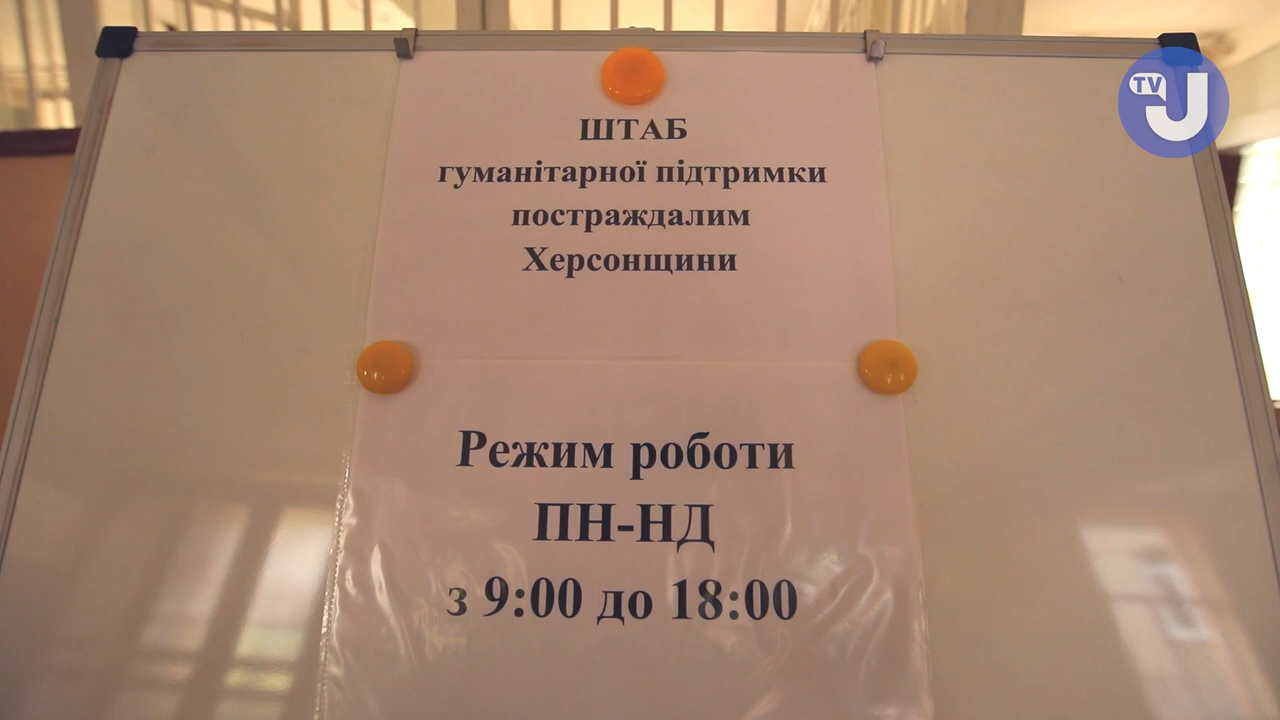 ШТАБ
гуманітарної підтримки
постраждалим
Херсонщини
Режим роботи
ПН-НД
з 9:00 до 18:00
TV
U